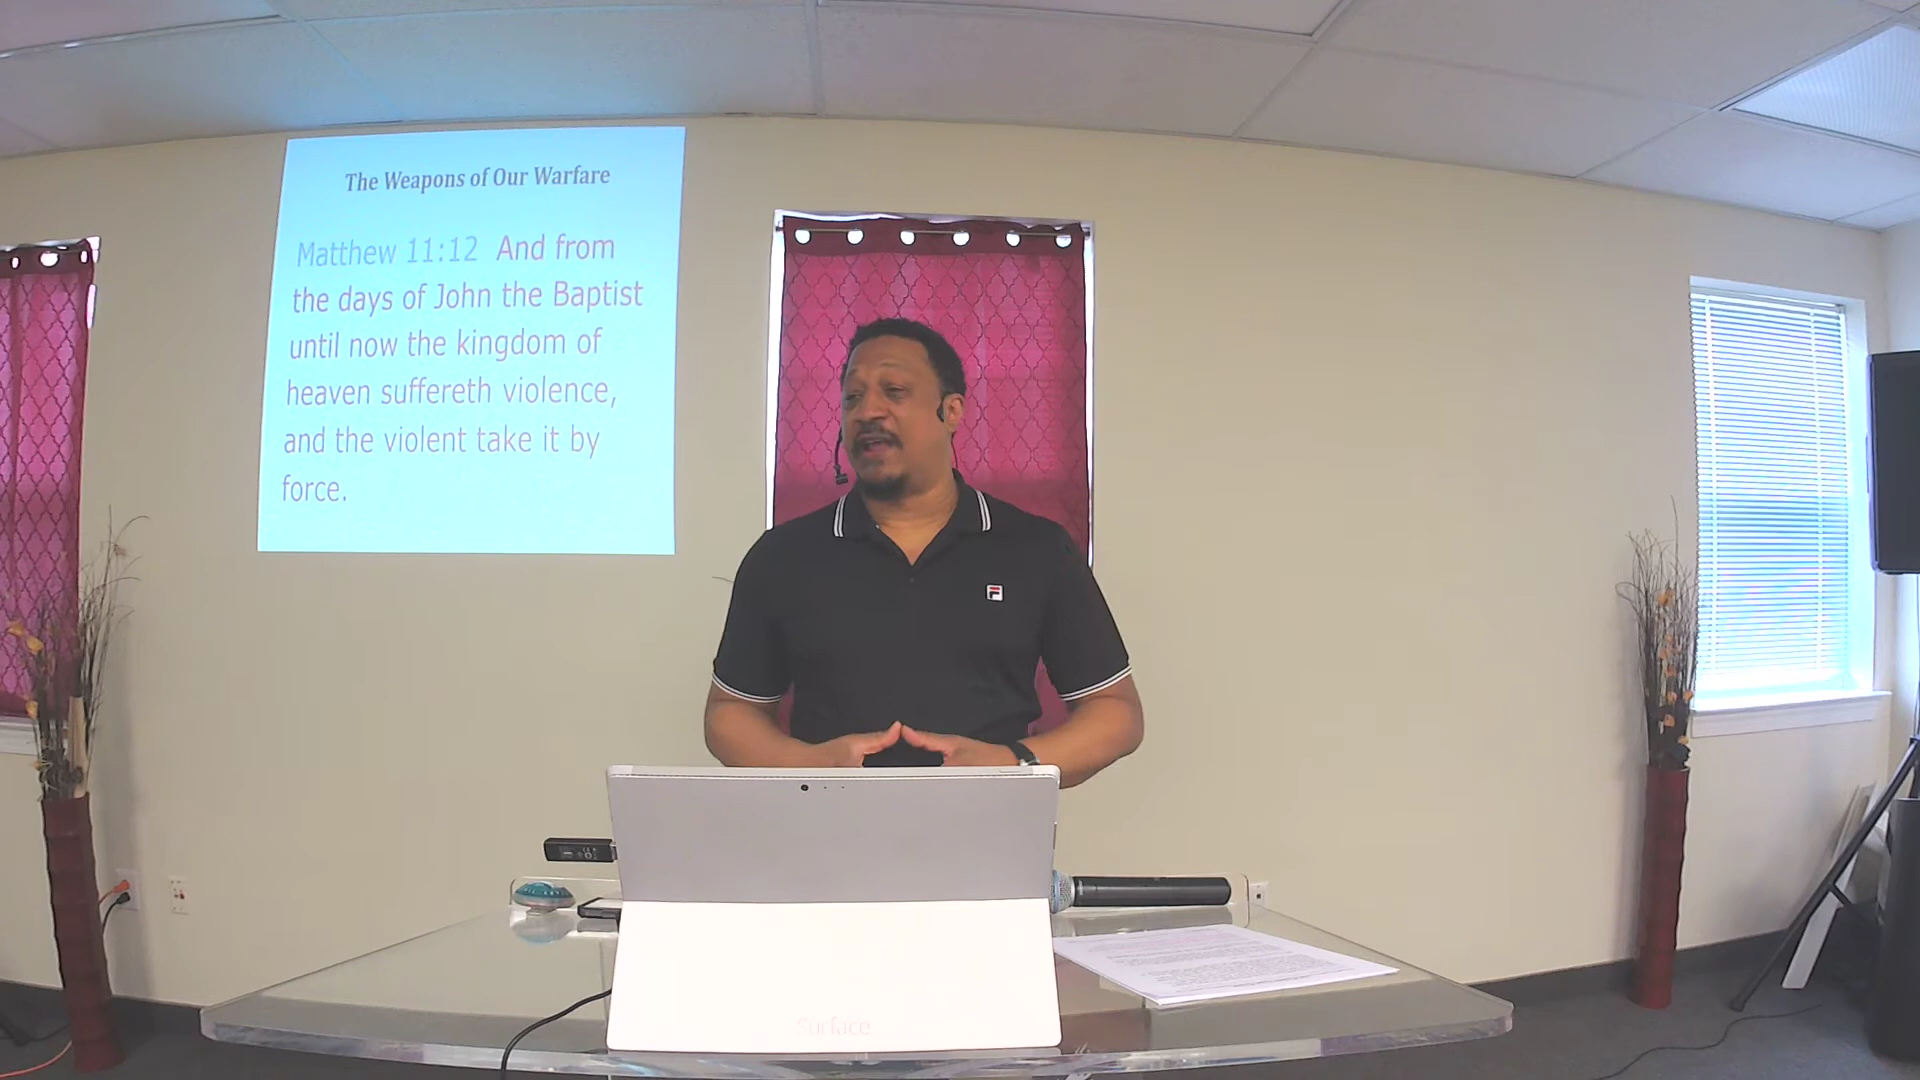 The Weapons of Our Warfare
Matthew 11:12 And from
the days of John the Baptist
until now the kingdom of
heaven suffereth violence,
and the violent take it by
force.
Surface